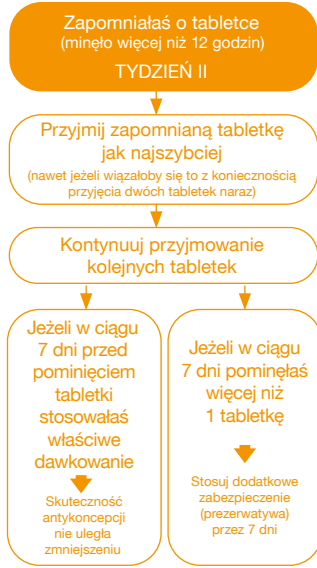 Zapomniałaś o tabletce
(minęło więcej niż 12 godzin)
TYDZIEŃ II
Przyjmij zapomnianą tabletkę
jak najszybciej
(nawet jeżeli wiązałoby się to z koniecznością
przyjęcia dwóch tabletek naraz)
Kontynuuj przyjmowanie
kolejnych tabletek
Jeżeli w ciągu
7 dni przed
pominięciem
tabletki
stosowałaś
właściwe
dawkowanie
Skuteczność
antykoncepcji
nie uległa
zmniejszeniu
Jeżeli w ciągu
7 dni pominęłaś
więcej niż
1 tabletkę
Stosuj dodatkowe
zabezpieczenie
(prezerwatywa)
przez 7 dni